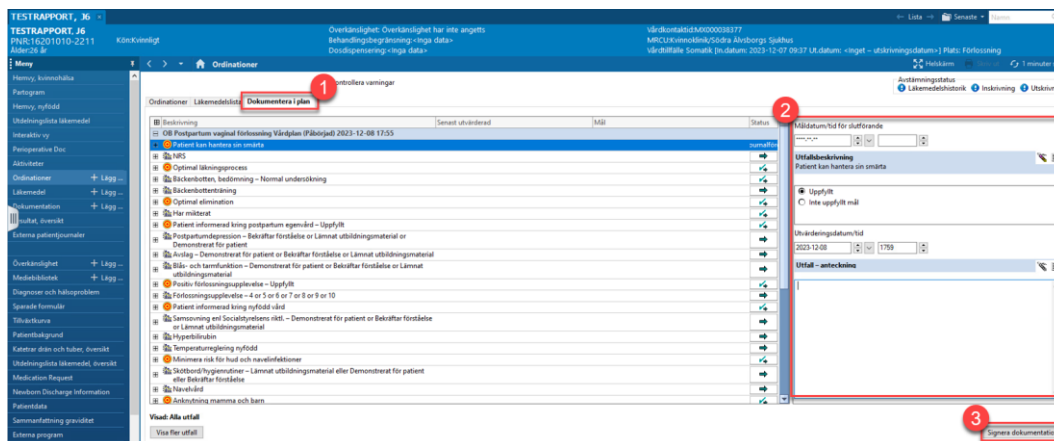 TESTRAPPORT, J6
Lista
Senaste
Namn
TESTRAPPORT, J6
PNR:16201010-2211
Kön:Kvinnligt
Ålder:26 år
Överkänslighet: Överkänslighet har inte angetts
Behandlingsbegränsning:<Inga data>
Dosdispensering:<Inga data>
Vårdkontaktid:MX000038377
MRCU:Kvinnoklinik/Södra Älvsborgs Sjukhus
Vårdtillfälle Somatik [In.datum: 2023-12-07 09:37 Ut.datum: <Inget – utskrivningsdatum>] Plats: Förlossning
Meny
Ordinationer
Helskärm
Skriv ut
1 minuter
Hemvy, kvinnohälsa
Partogram
Hemvy, nyfödd
Utdelningslista läkemedel
Interaktiv vy
Perioperative Doc
Aktiviteter
Ordinationer + Lägg ...
Läkemedel + Lägg ...
Dokumentation + Lägg ...
Resultat, översikt
Externa patientjournaler
Överkänslighet + Lägg ...
Mediebibliotek + Lägg ...
Diagnoser och hälsoproblem
Sparade formulär
Tillväxtkurva
Patientbakgrund
Katetrar drän och tuber, översikt
Utdelningslista läkemedel, översikt
Medication Request
Newborn Discharge Information
Patientdata
Sammanfattning graviditet
Externa program
1
Kontrollera varningar
Avstämningsstatus
Läkemedelshistorik Inskrivning Utskrivn
Ordinationer Läkemedelslista Dokumentera i plan
Beskrivning Senast utvärderad Mål Status
OB Postpartum vaginal förlossning Vårdplan (Påbörjad) 2023-12-08 17:55
Patient kan hantera sin smärta
NRS
Optimal läkningsprocess
Bäckenbotten, bedömning – Normal undersökning
Bäckenbottenträning
Optimal elimination
Har mikterat
Patient informerad kring postpartum egenvård – Uppfyllt
Postpartumdepression – Bekräftar förståelse or Lämnat utbildningsmaterial or
Demonstrerat för patient
Avslag – Demonstrerat för patient or Bekräftar förståelse or Lämnat utbildningsmaterial
Blås- och tarmfunktion – Demonstrerat för patient or Bekräftar förståelse or Lämnat
utbildningsmaterial
Positiv förlossningsupplevelse – Uppfyllt
Förlossningsupplevelse – 4 or 5 or 6 or 7 or 8 or 9 or 10
Patient informerad kring nyfödd vård
Samsovning enl Socialstyrelsens riktl. – Demonstrerat för patient or Bekräftar förståelse
or Lämnat utbildningsmaterial
Hyperbilirubin
Temperaturreglering nyfödd
Minimera risk för hud och navelinfektioner
Skötbord/hygienrutiner – Lämnat utbildningsmaterial eller Demonstrerat för patient
eller Bekräftar förståelse
Navelvård
Anknytning mamma och barn
Visad: Alla utfall
Visa fler utfall
2
Måldatum/tid för slutförande
Utfallsbeskrivning
Patient kan hantera sin smärta
Uppfyllt
Inte uppfyllt mål
Utvärderingsdatum/tid
2023-12-08 1759
Utfall – anteckning
3
Signera dokumentatio